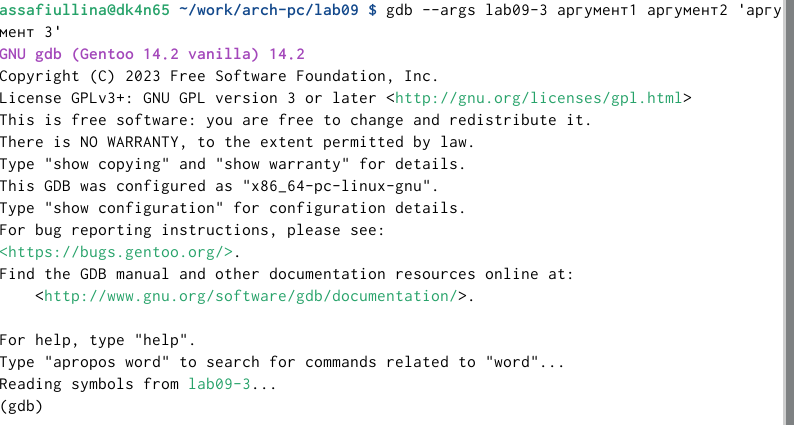 assafiullina@dk4n65 ~/work/arch-pc/lab09 $ gdb --args lab09-3 аргумент1 аргумент2 'аргу
мент 3'
GNU gdb (Gentoo 14.2 vanilla) 14.2
Copyright (C) 2023 Free Software Foundation, Inc.
License GPLv3+: GNU GPL version 3 or later <http://gnu.org/licenses/gpl.html>
This is free software: you are free to change and redistribute it.
There is NO WARRANTY, to the extent permitted by law.
Type "show copying" and "show warranty" for details.
This GDB was configured as "x86_64-pc-linux-gnu".
Type "show configuration" for configuration details.
For bug reporting instructions, please see:
<https://bugs.gentoo.org/>.
Find the GDB manual and other documentation resources online at:
    <http://www.gnu.org/software/gdb/documentation/>.

For help, type "help".
Type "apropos word" to search for commands related to "word"...
Reading symbols from lab09-3...
(gdb)